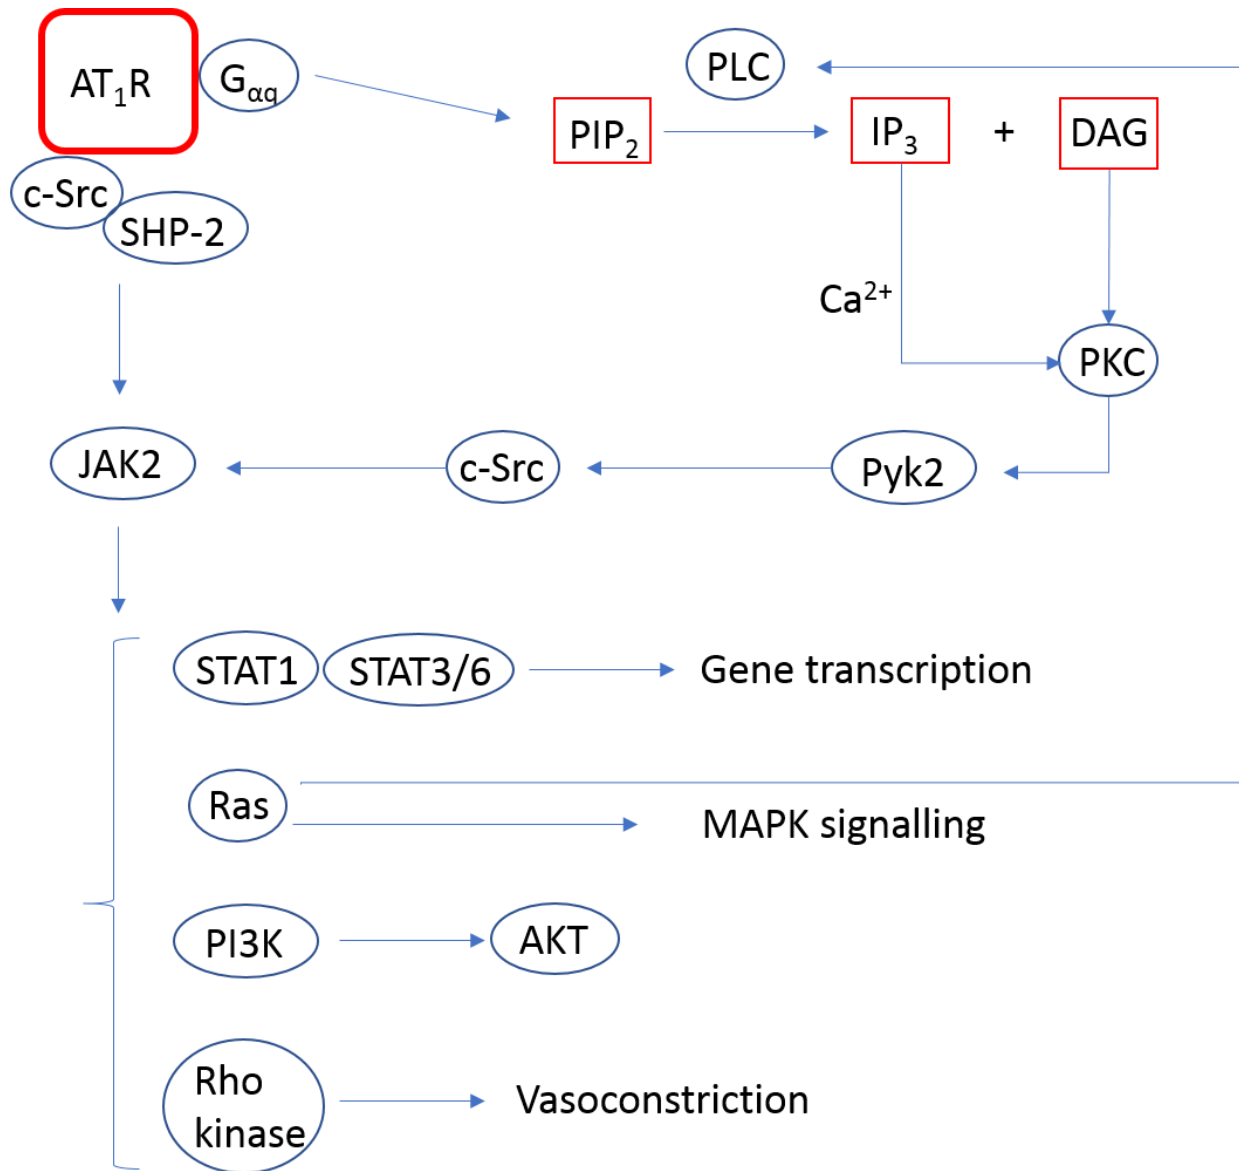 AT₁R
Gαq
PLC
PIP₂
IP₃ + DAG
c-Src
SHP-2
Ca²⁺
PKC
JAK2
c-Src
Pyk2
STAT1 STAT3/6 Gene transcription
Ras
MAPK signalling
PI3K AKT
Rho
kinase
Vasoconstriction